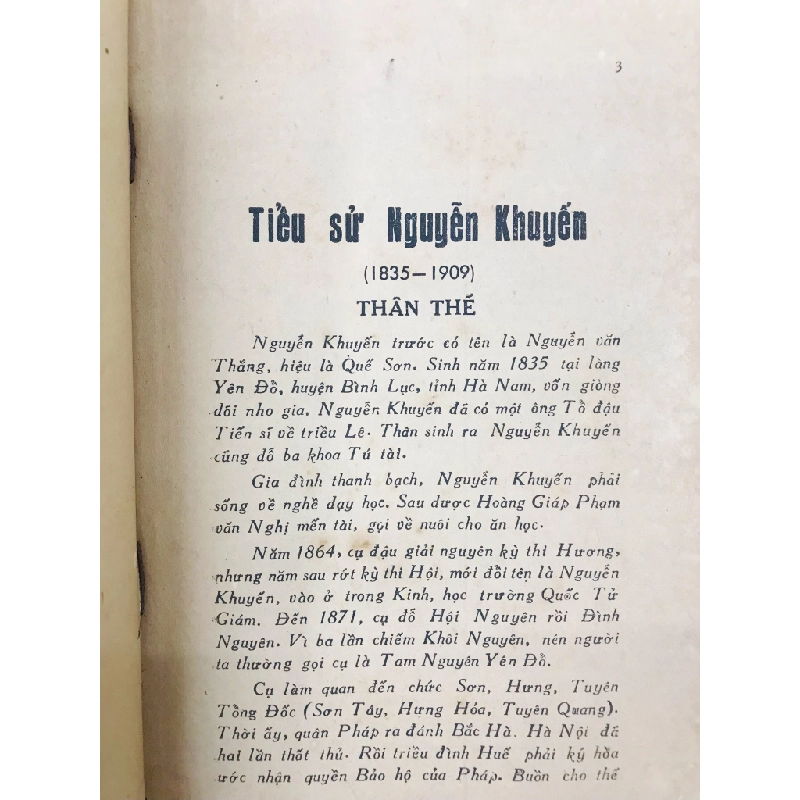 3
Tiểu sử Nguyễn Khuyến
(1835—1909)
THÂN THẾ
Nguyễn Khuyến trước có tên là Nguyễn văn
Thắng, hiệu là Quế Sơn. Sinh năm 1835 tại làng
Yên Đổ, huyện Bình Lục, tỉnh Hà Nam, vốn giòng
dõi nho gia. Nguyễn Khuyến đã có một ông Tổ đậu
Tiến sĩ về triều Lê. Thân sinh ra Nguyễn Khuyến
cũng đỗ ba khoa Tú tài.
Gia đình thanh bạch, Nguyễn Khuyến phải
sống về nghề dạy học. Sau được Hoàng Giáp Phạm
văn Nghị mến tài, gọi về nuôi cho ăn học.
Năm 1864, cụ đậu giải nguyên kỳ thi Hương,
nhưng năm sau rớt kỳ thi Hội, mới đổi tên là Nguyễn
Khuyến, vào ở trong Kinh, học trường Quốc Tử
Giám. Đến 1871, cụ đỗ Hội Nguyên rồi Đình
Nguyên. Vì ba lần chiếm Khôi Nguyên, nên người
ta thường gọi cụ là Tam Nguyên Yên Đổ.
Cụ làm quan đến chức Sơn, Hưng, Tuyên
Tổng Đốc (Sơn Tây, Hưng Hóa, Tuyên Quang).
Thời ấy, quân Pháp ra đánh Bắc Hà. Hà Nội đã
hai lần thất thủ. Rồi triều đình Huế phải ký hòa
ước nhận quyền Bảo hộ của Pháp. Buồn cho thế